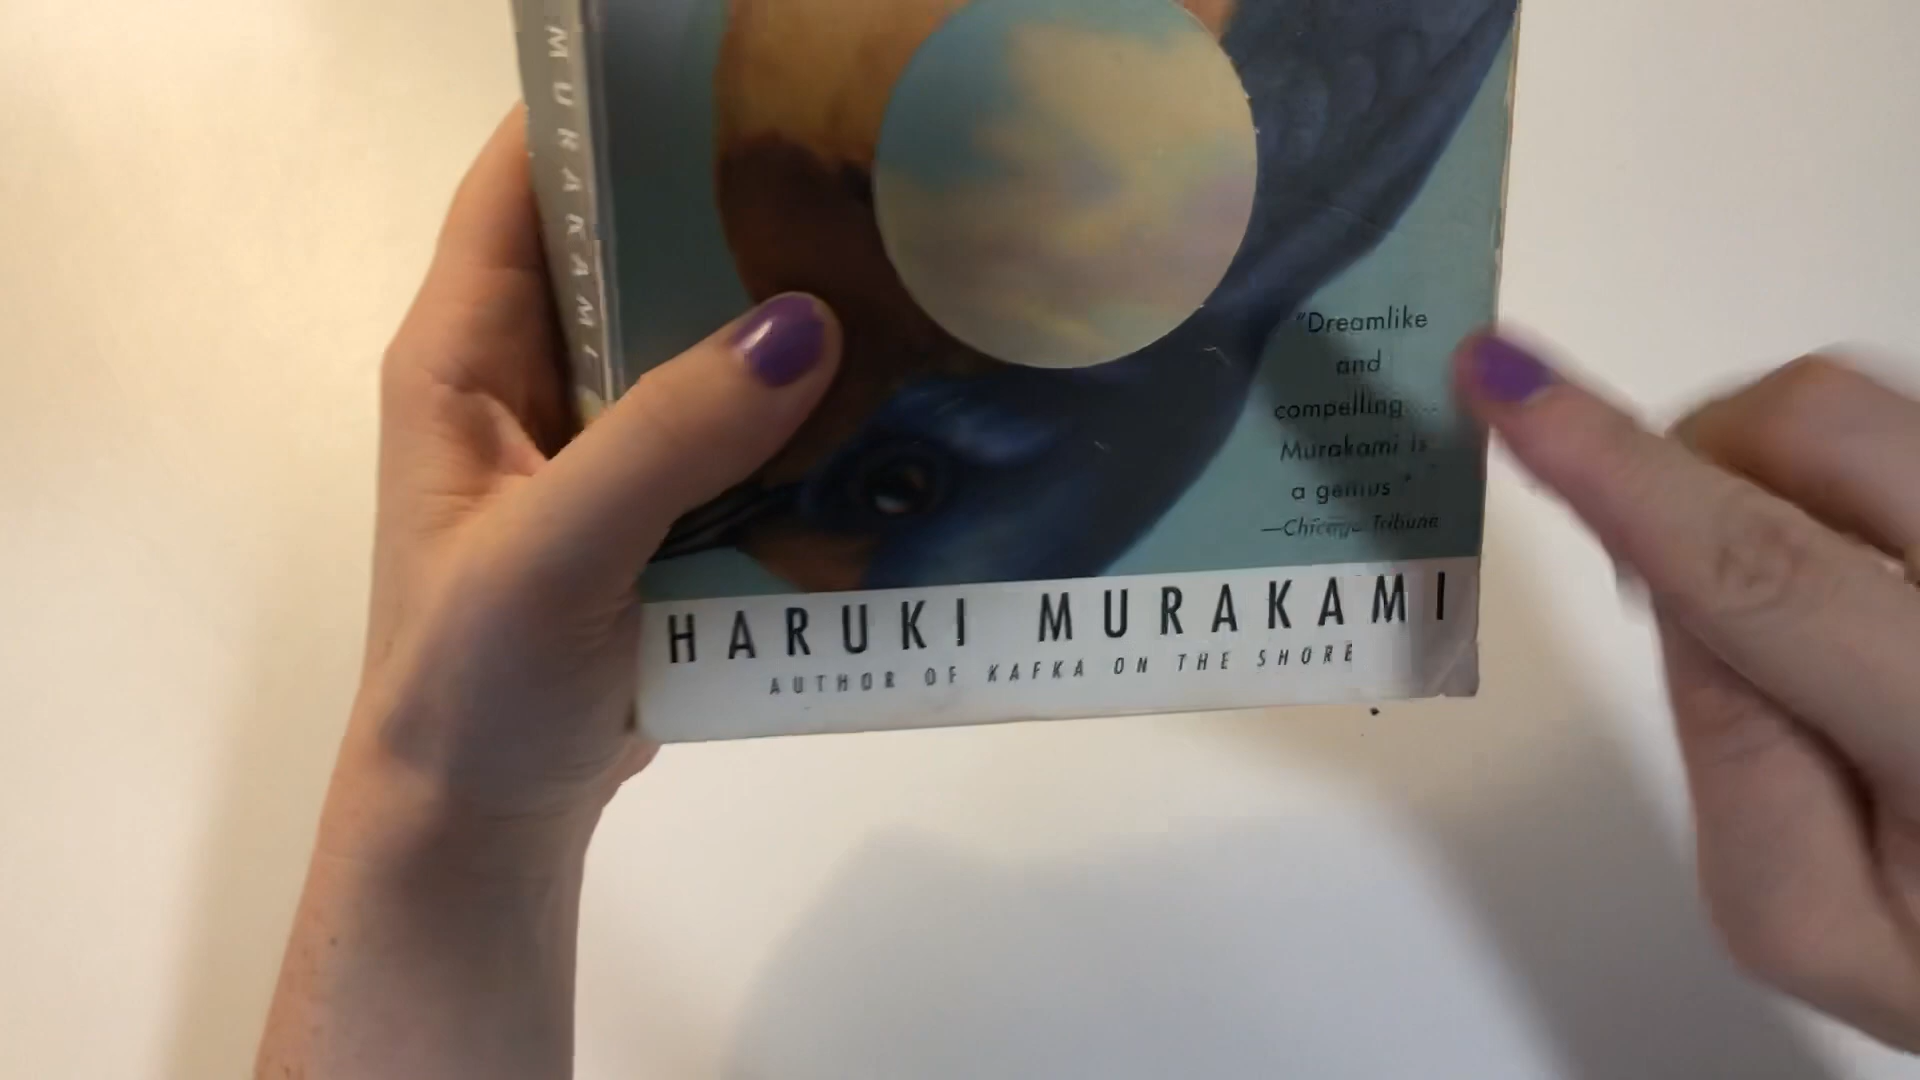 MURAKAMI
"Dreamlike
and
compelling...
Murakami is
a genius."
—Chicago Tribune
HARUKI MURAKAMI
AUTHOR OF KAFKA ON THE SHORE